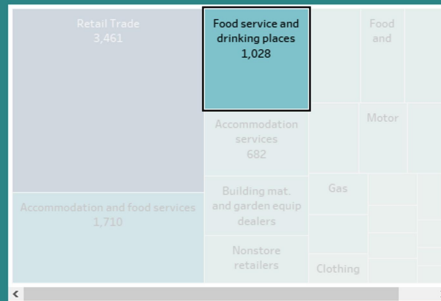 Retail Trade
3,461
Food service and
drinking places
1,028
Food
and
Accommodation
services
682
Motor
Building mat.
and garden equip
dealers
Gas
Accommodation and food services
1,710
Nonstore
retailers
Clothing